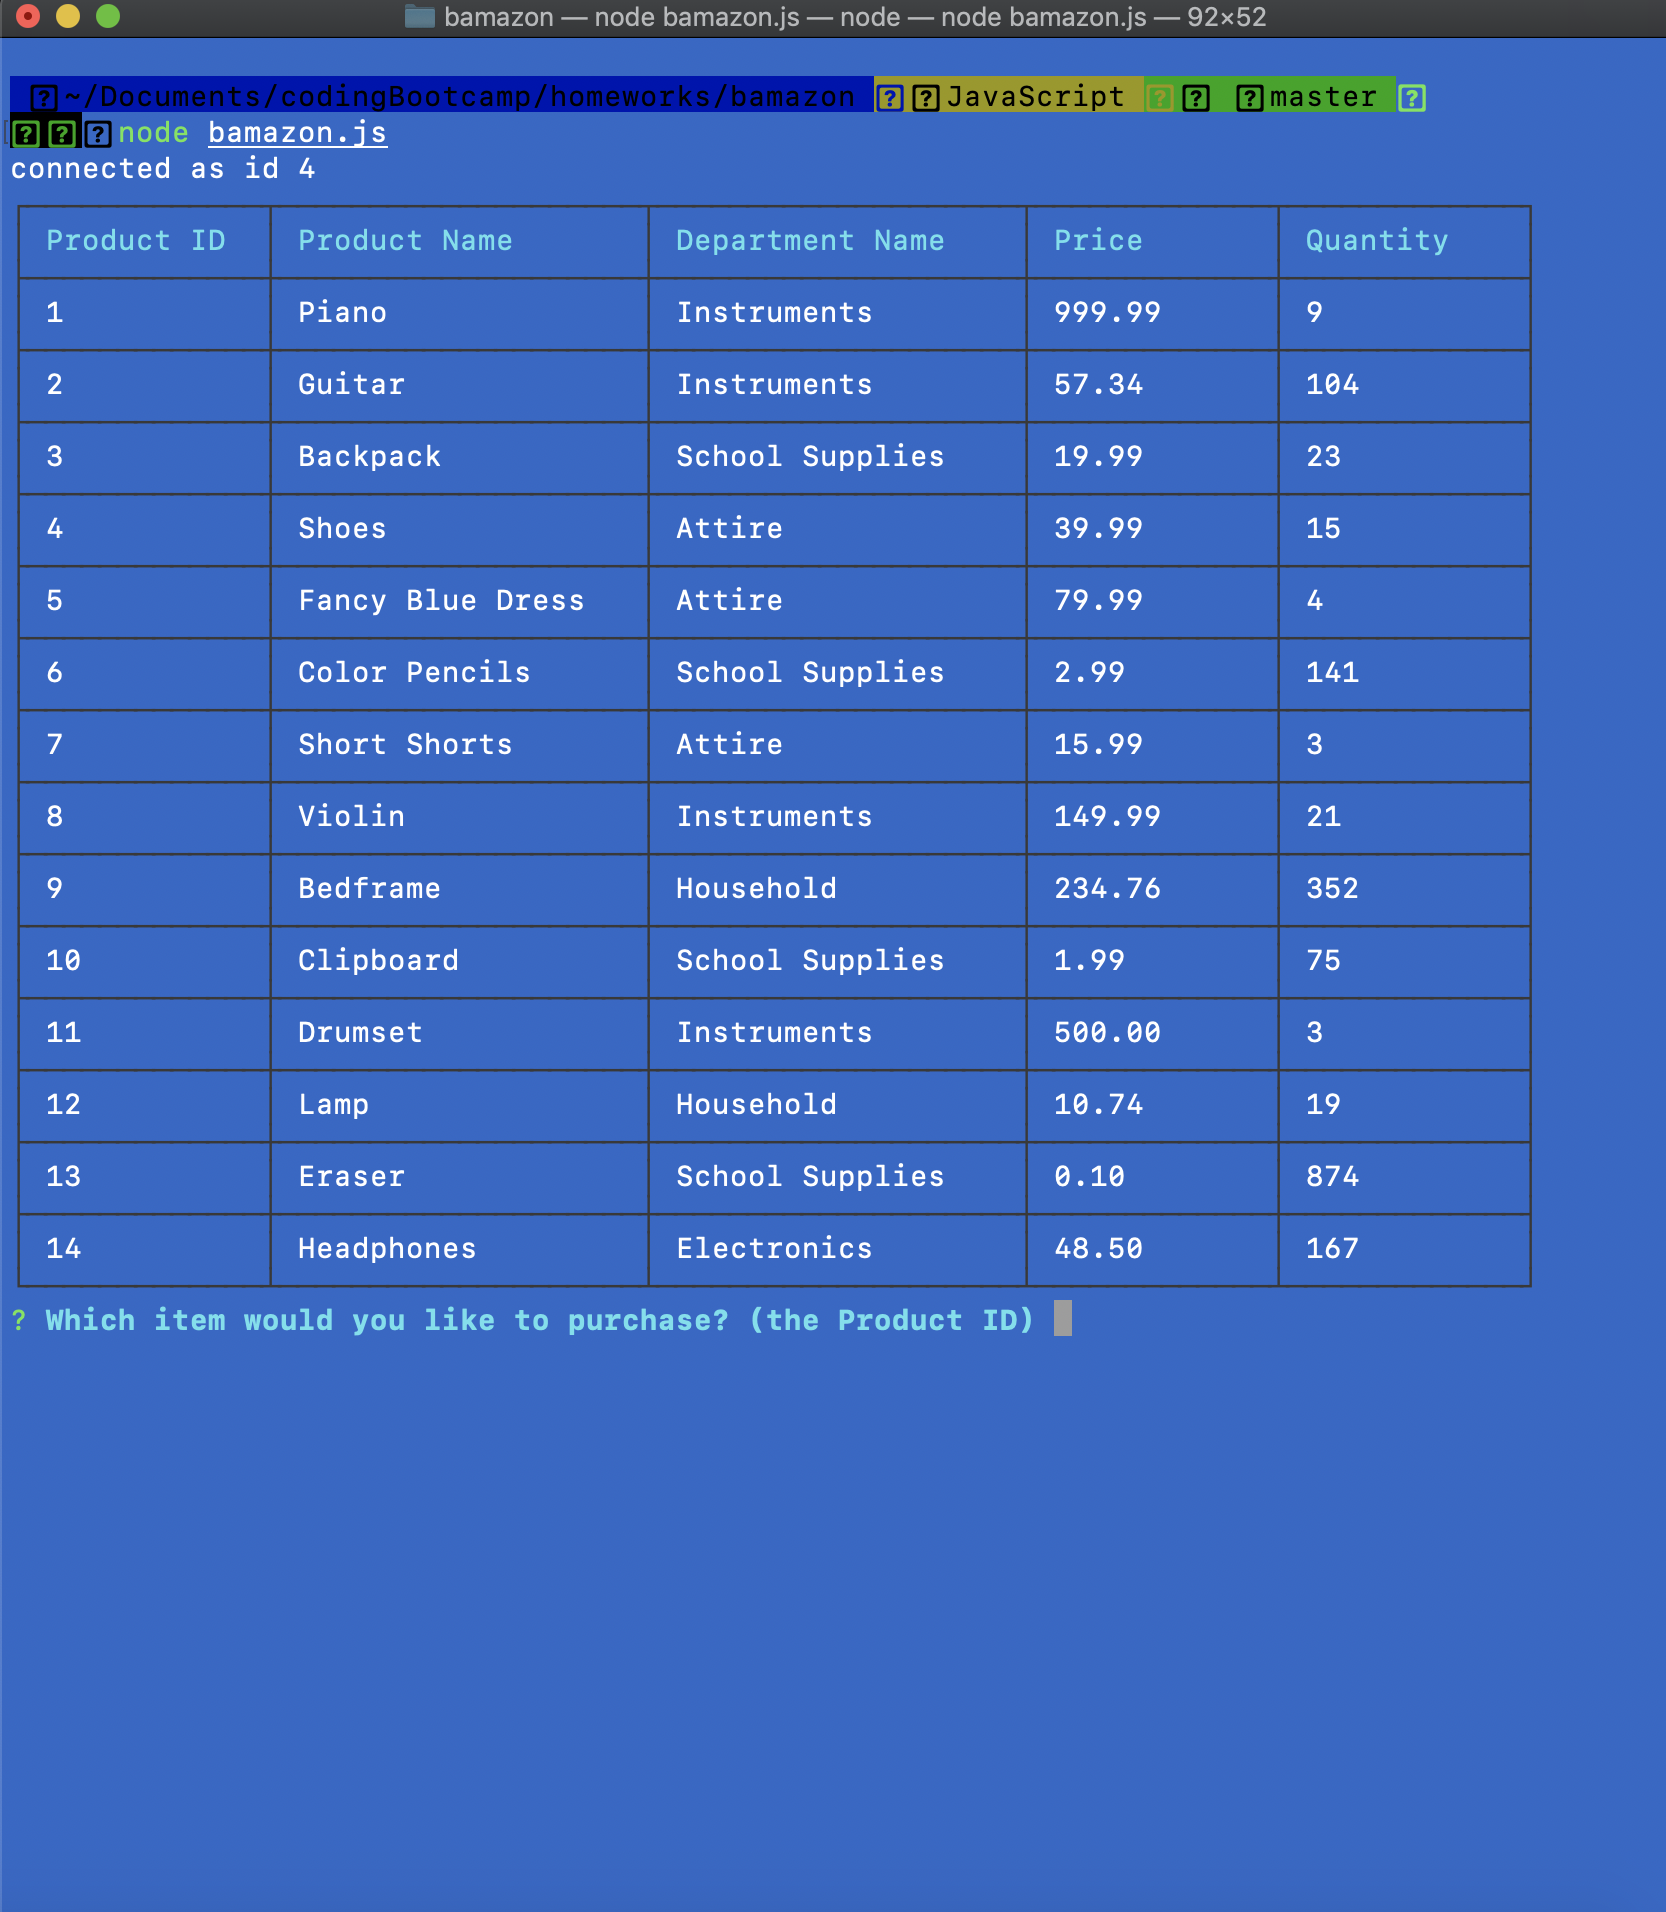 bamazon — node bamazon.js — node — node bamazon.js — 92×52
~/Documents/codingBootcamp/homeworks/bamazon JavaScript master
node bamazon.js
connected as id 4
Product ID Product Name Department Name Price Quantity
1 Piano Instruments 999.99 9
2 Guitar Instruments 57.34 104
3 Backpack School Supplies 19.99 23
4 Shoes Attire 39.99 15
5 Fancy Blue Dress Attire 79.99 4
6 Color Pencils School Supplies 2.99 141
7 Short Shorts Attire 15.99 3
8 Violin Instruments 149.99 21
9 Bedframe Household 234.76 352
10 Clipboard School Supplies 1.99 75
11 Drumset Instruments 500.00 3
12 Lamp Household 10.74 19
13 Eraser School Supplies 0.10 874
14 Headphones Electronics 48.50 167
? Which item would you like to purchase? (the Product ID)